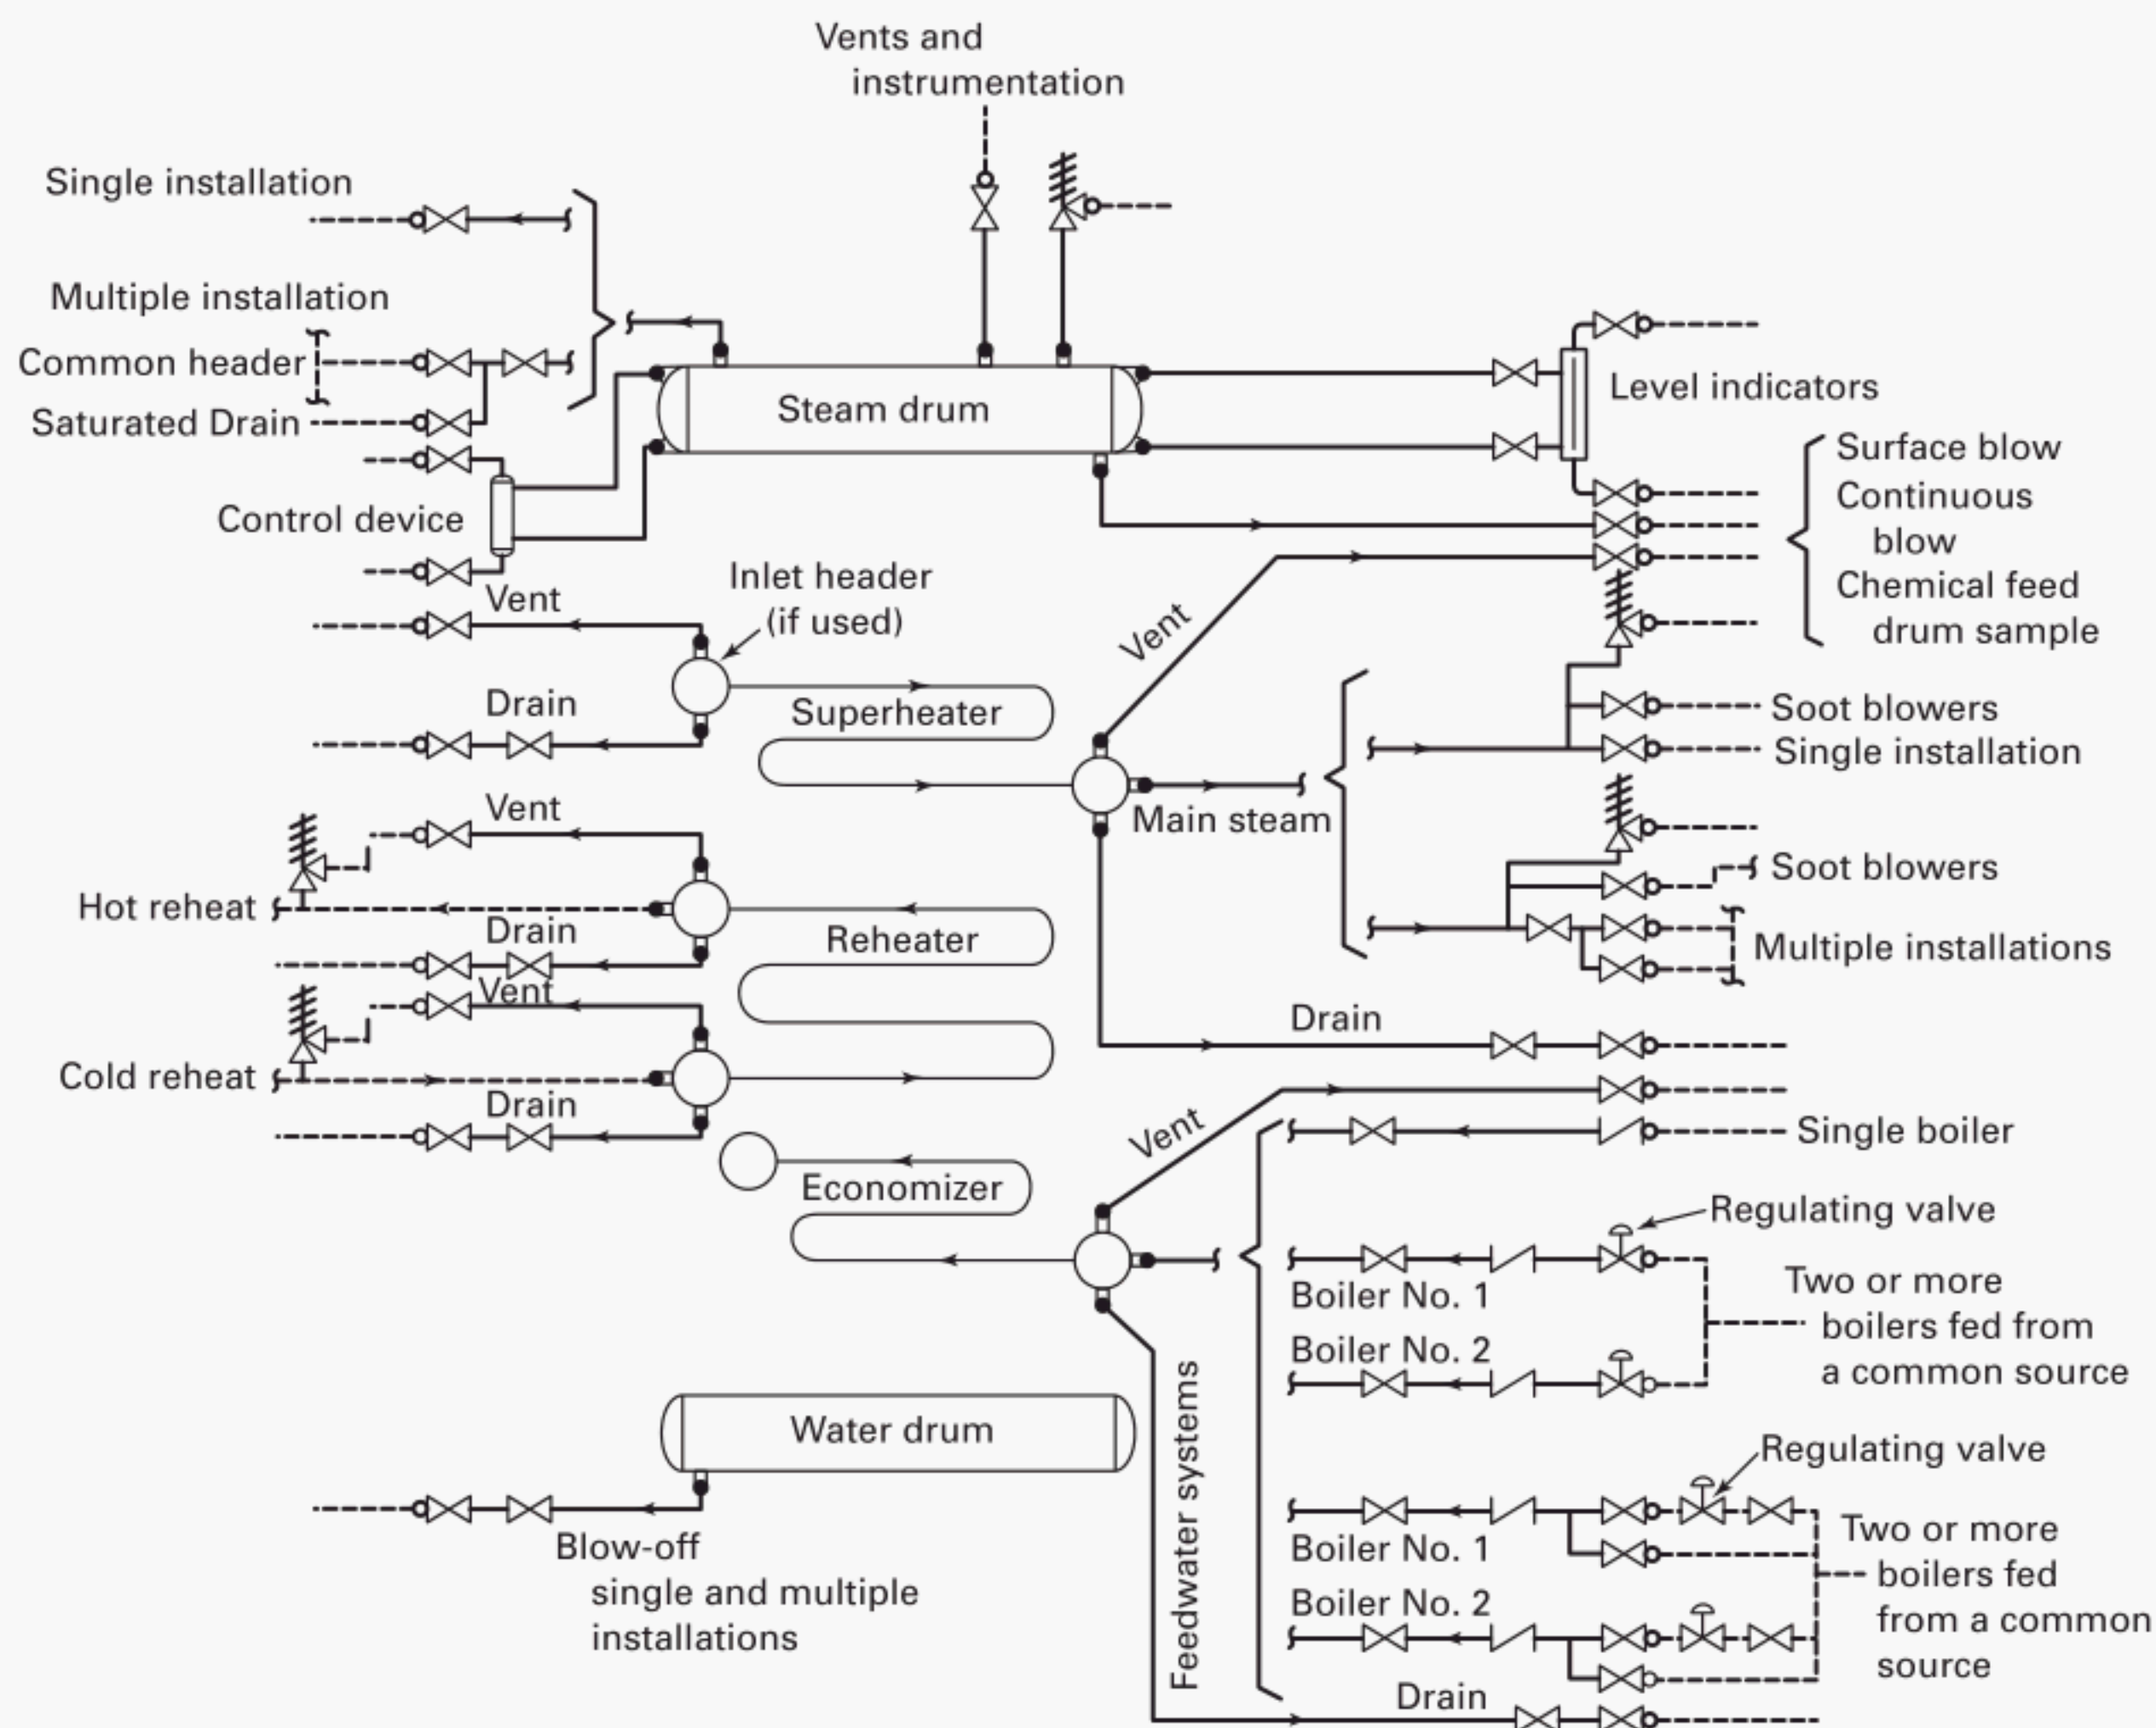 Vents and
instrumentation
Single installation
Multiple installation
Common header
Saturated Drain
Steam drum
Level indicators
Surface blow
Continuous
blow
Chemical feed
drum sample
Control device
Inlet header
(if used)
Vent
Drain
Superheater
Vent
Soot blowers
Single installation
Main steam
Vent
Hot reheat
Drain
Reheater
Soot blowers
Multiple installations
Vent
Cold reheat
Drain
Drain
Vent
Economizer
Single boiler
Regulating valve
Boiler No. 1
Boiler No. 2
Two or more
boilers fed from
a common source
Water drum
Feedwater systems
Regulating valve
Blow-off
single and multiple
installations
Boiler No. 1
Boiler No. 2
Two or more
boilers fed
from a common
source
Drain